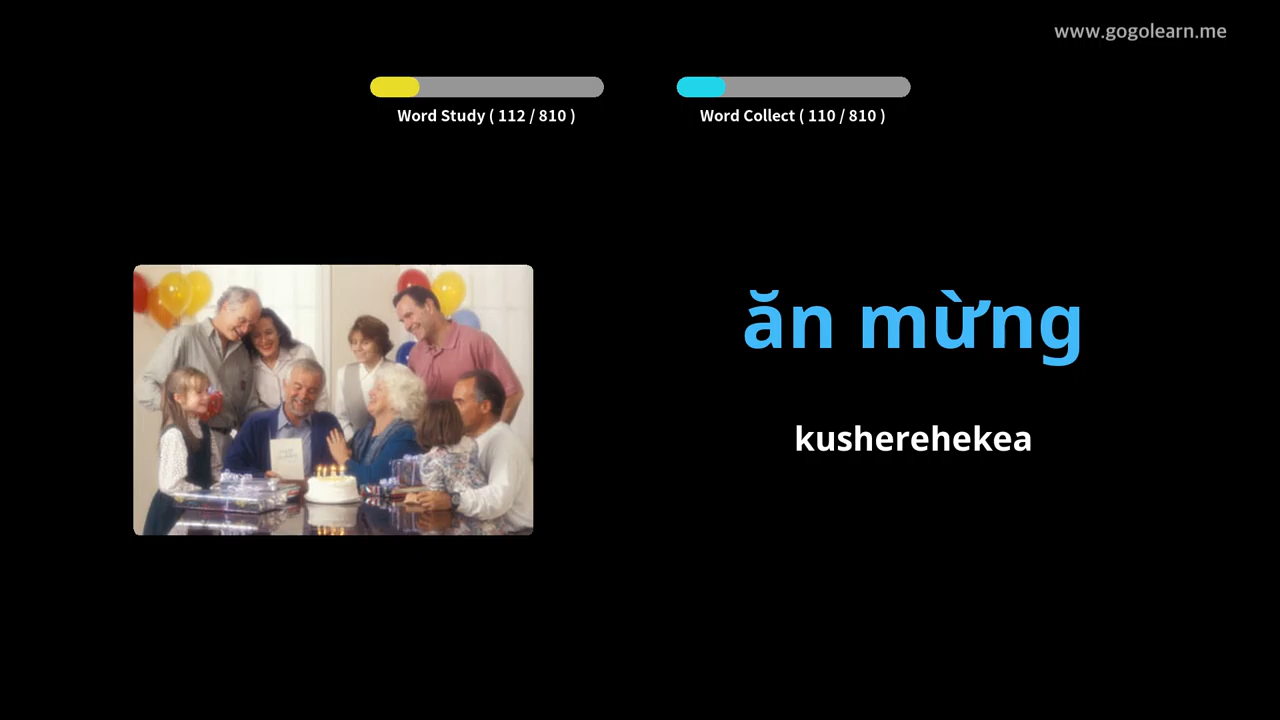 www.gogolearn.me
Word Study ( 112 / 810 )
Word Collect ( 110 / 810 )
ăn mừng
kusherehekea